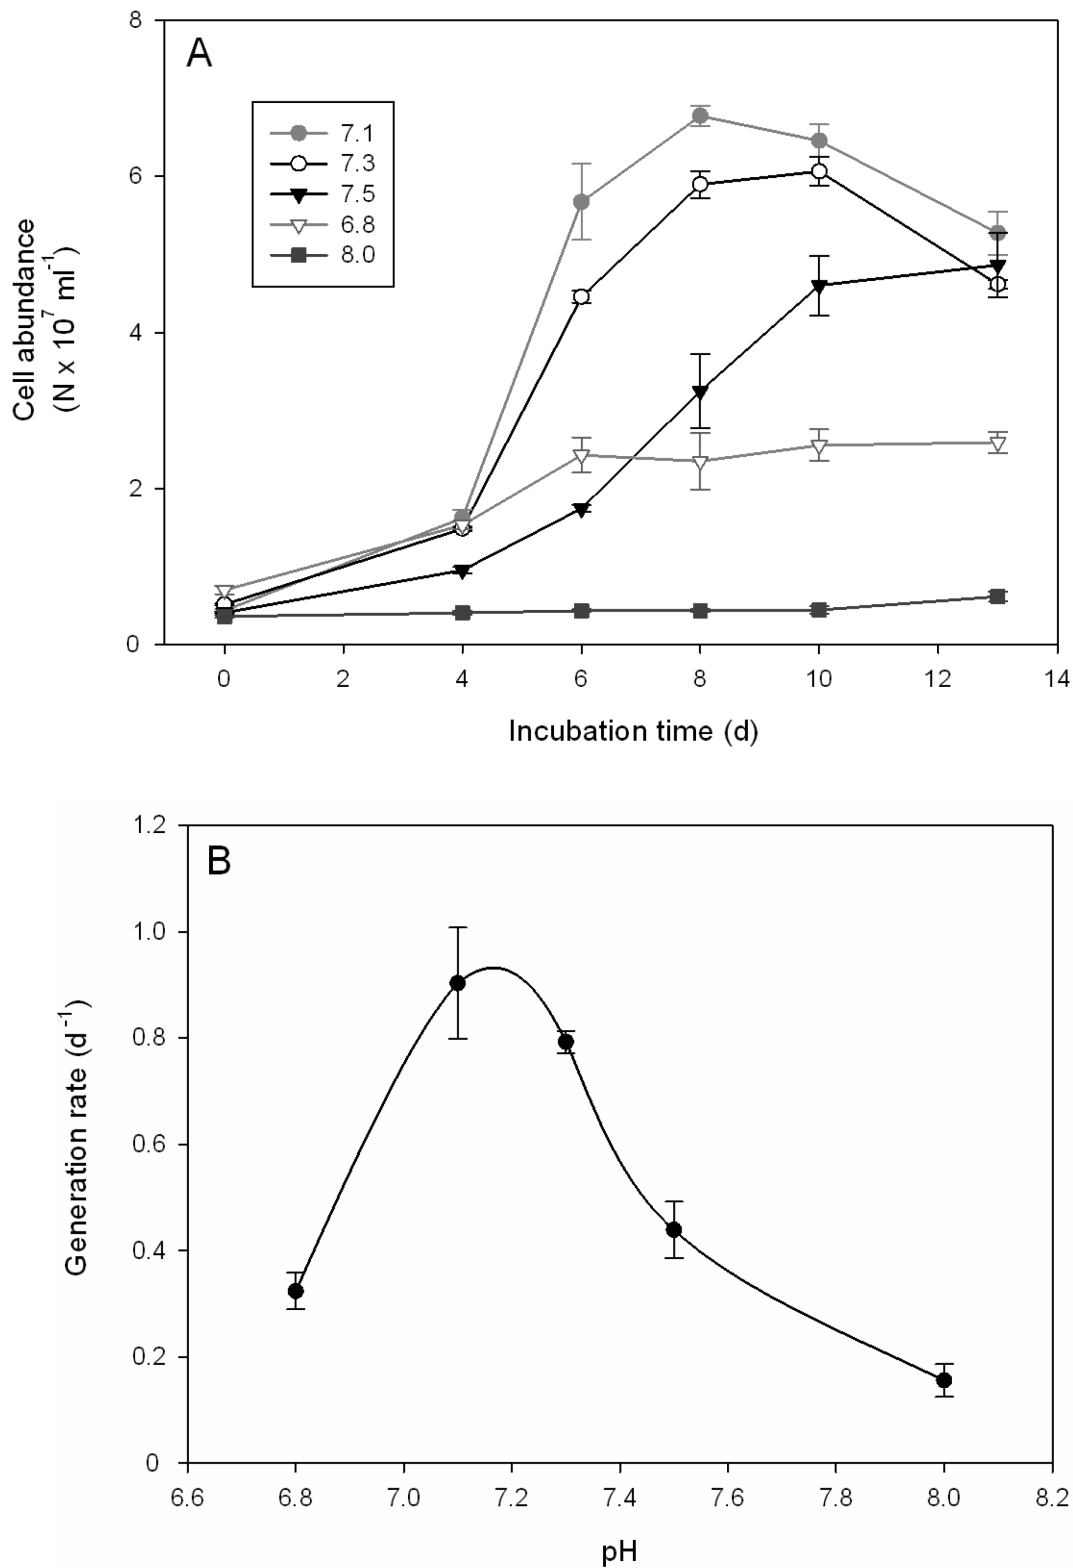 A
7.1
7.3
7.5
6.8
8.0
Cell abundance
(N x 10⁷ ml⁻¹)
8
6
4
2
0
0 2 4 6 8 10 12 14
Incubation time (d)
B
Generation rate (d⁻¹)
1.2
1.0
0.8
0.6
0.4
0.2
0
6.6 6.8 7.0 7.2 7.4 7.6 7.8 8.0 8.2
pH